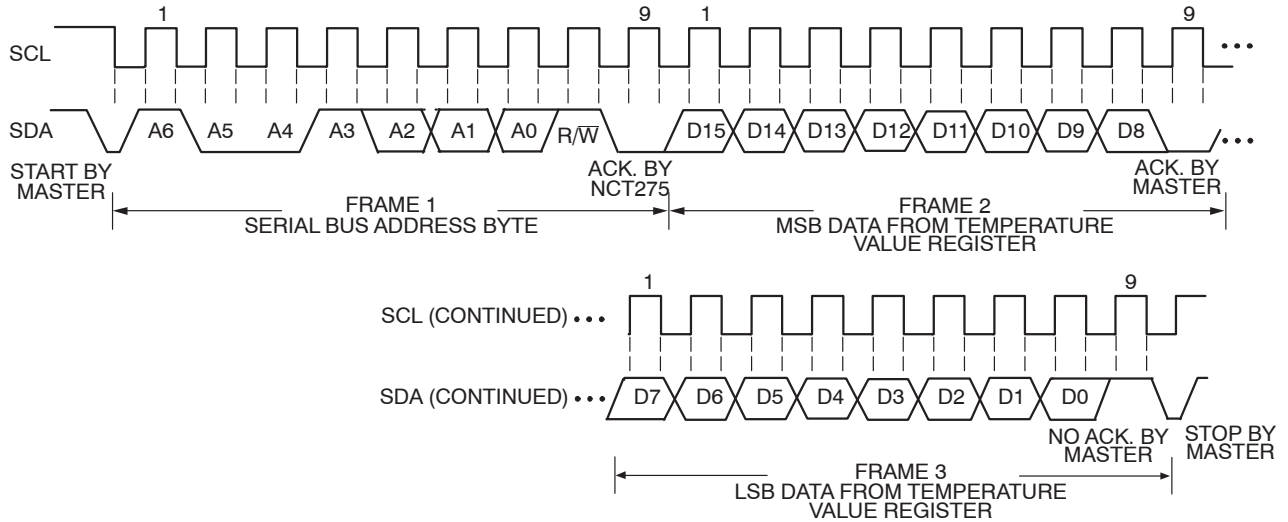 1 9 1 9
SCL
SDA A6 A5 A4 A3 A2 A1 A0 R/W̅ D15 D14 D13 D12 D11 D10 D9 D8
START BY
MASTER
ACK. BY
NCT275
ACK. BY
MASTER
FRAME 1
SERIAL BUS ADDRESS BYTE
FRAME 2
MSB DATA FROM TEMPERATURE
VALUE REGISTER
1 9
SCL (CONTINUED)
SDA (CONTINUED) D7 D6 D5 D4 D3 D2 D1 D0
NO ACK. BY
MASTER
STOP BY
MASTER
FRAME 3
LSB DATA FROM TEMPERATURE
VALUE REGISTER